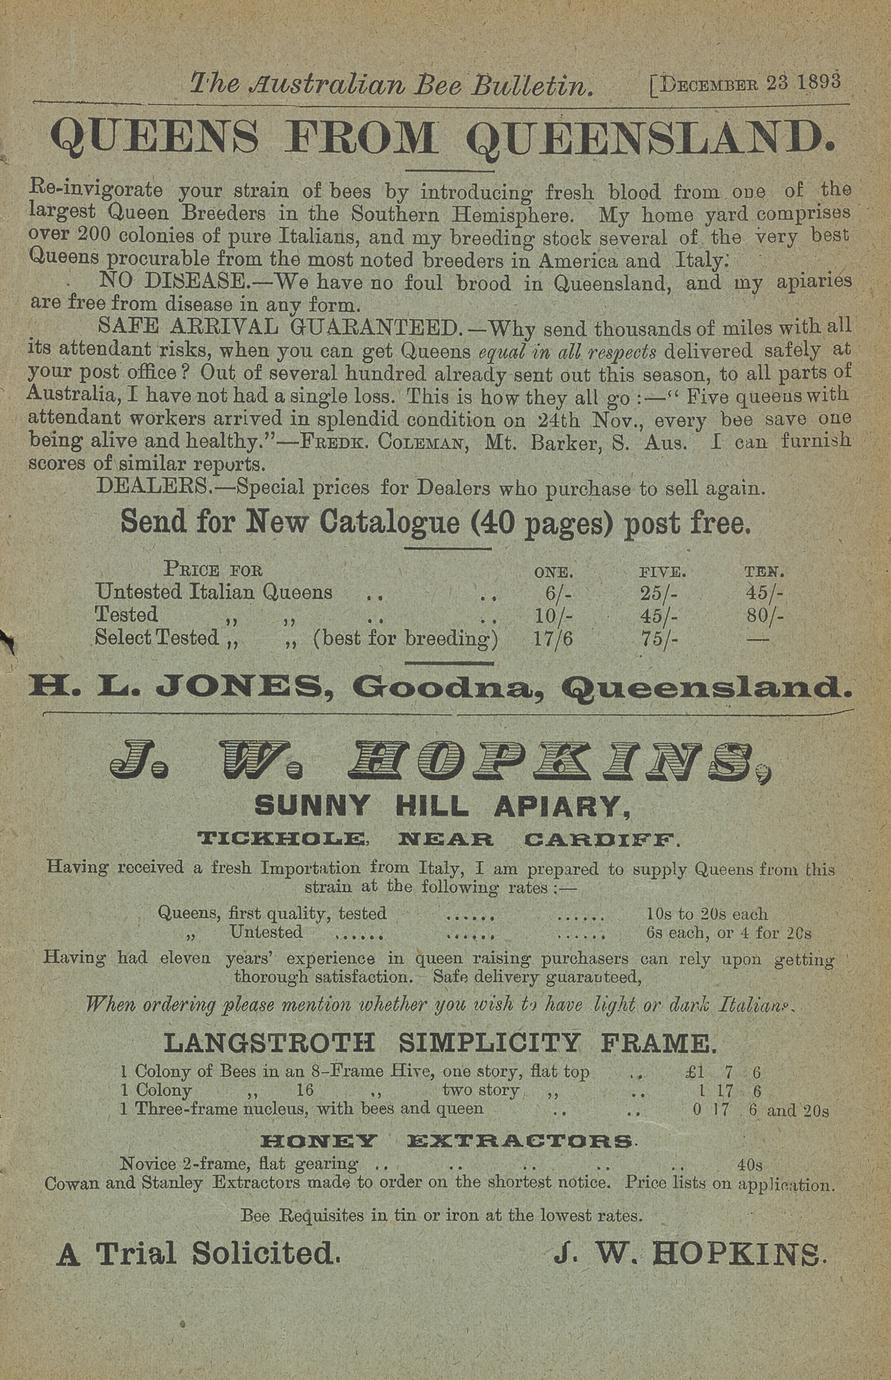 The Australian Bee Bulletin. [DECEMBER 23 1893
QUEENS FROM QUEENSLAND.
Re-invigorate your strain of bees by introducing fresh blood from one of the
largest Queen Breeders in the Southern Hemisphere. My home yard comprises
over 200 colonies of pure Italians, and my breeding stock several of the very best
Queens procurable from the most noted breeders in America and Italy.
NO DISEASE.—We have no foul brood in Queensland, and my apiaries
are free from disease in any form.
SAFE ARRIVAL GUARANTEED.—Why send thousands of miles with all
its attendant risks, when you can get Queens equal in all respects delivered safely at
your post office? Out of several hundred already sent out this season, to all parts of
Australia, I have not had a single loss. This is how they all go :—“ Five queens with
attendant workers arrived in splendid condition on 24th Nov., every bee save one
being alive and healthy.”—FREDK. COLEMAN, Mt. Barker, S. Aus. I can furnish
scores of similar reports.
DEALERS.—Special prices for Dealers who purchase to sell again.
Send for New Catalogue (40 pages) post free.
PRICE FOR ONE. FIVE. TEN.
Untested Italian Queens .. .. 6/- 25/- 45/-
Tested ,, ,, .. .. 10/- 45/- 80/-
Select Tested ,, ,, (best for breeding) 17/6 75/- —
H. L. JONES, Goodna, Queensland.
J. W. HOPKINS,
SUNNY HILL APIARY,
TICKHOLE, NEAR CARDIFF.
Having received a fresh Importation from Italy, I am prepared to supply Queens from this
strain at the following rates :—
Queens, first quality, tested ...... ...... 10s to 20s each
,, Untested ...... ...... ...... 6s each, or 4 for 20s
Having had eleven years’ experience in queen raising purchasers can rely upon getting
thorough satisfaction. Safe delivery guaranteed,
When ordering please mention whether you wish to have light or dark Italians.
LANGSTROTH SIMPLICITY FRAME.
1 Colony of Bees in an 8-Frame Hive, one story, flat top .. £1 7 6
1 Colony ,, 16 ,, two story ,, .. 1 17 6
1 Three-frame nucleus, with bees and queen .. .. 0 17 6 and 20s
HONEY EXTRACTORS.
Novice 2-frame, flat gearing .. .. .. .. .. 40s
Cowan and Stanley Extractors made to order on the shortest notice. Price lists on application.
Bee Requisites in tin or iron at the lowest rates.
A Trial Solicited. J. W. HOPKINS.